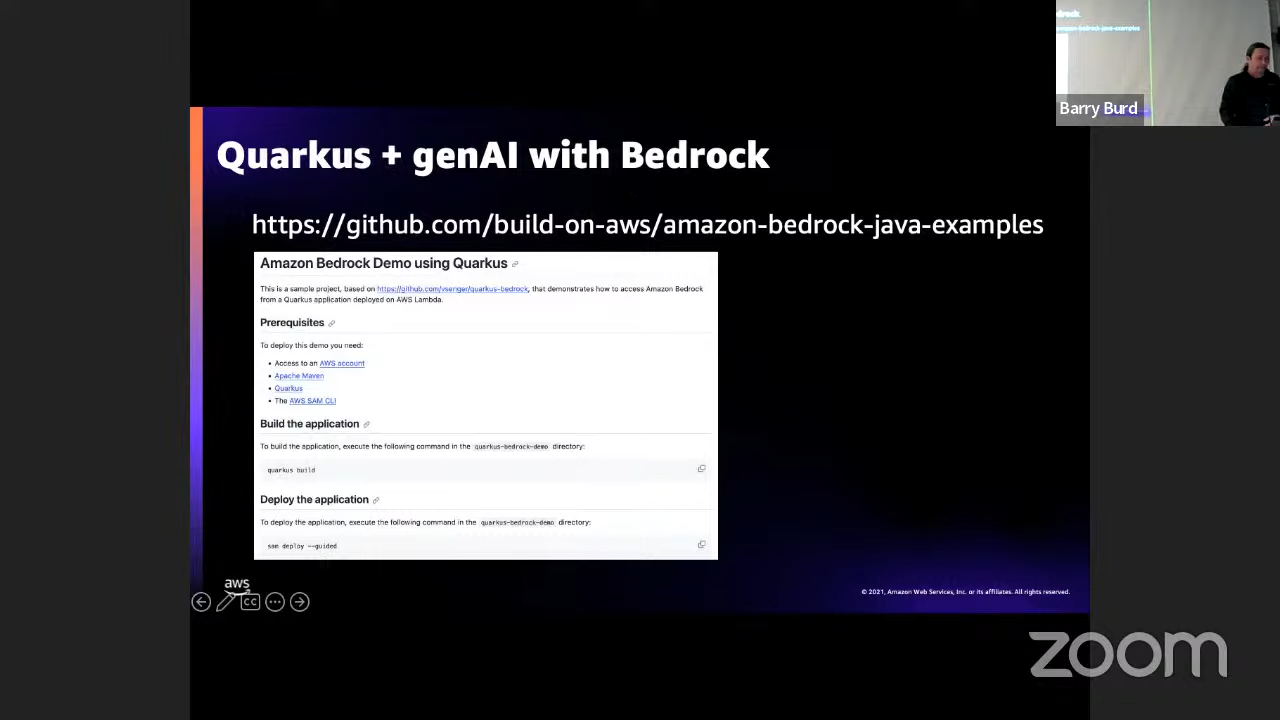 Barry Burd
Quarkus + genAI with Bedrock
https://github.com/build-on-aws/amazon-bedrock-java-examples
Amazon Bedrock Demo using Quarkus
This is a sample project, based on https://github.com/vsenger/quarkus-bedrock, that demonstrates how to access Amazon Bedrock
from a Quarkus application deployed on AWS Lambda.
Prerequisites
To deploy this demo you need:
• Access to an AWS account
• Apache Maven
• Quarkus
• The AWS SAM CLI
Build the application
To build the application, execute the following command in the quarkus-bedrock-demo directory:
quarkus build
Deploy the application
To deploy the application, execute the following command in the quarkus-bedrock-demo directory:
sam deploy --guided
aws
CC
© 2021, Amazon Web Services, Inc. or its affiliates. All rights reserved.
zoom